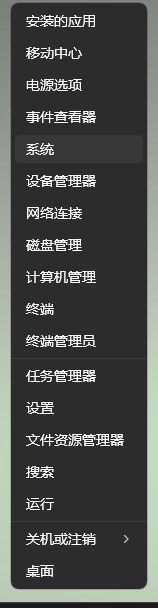 安装的应用
移动中心
电源选项
事件查看器
系统
设备管理器
网络连接
磁盘管理
计算机管理
终端
终端管理员
任务管理器
设置
文件资源管理器
搜索
运行
关机或注销
桌面